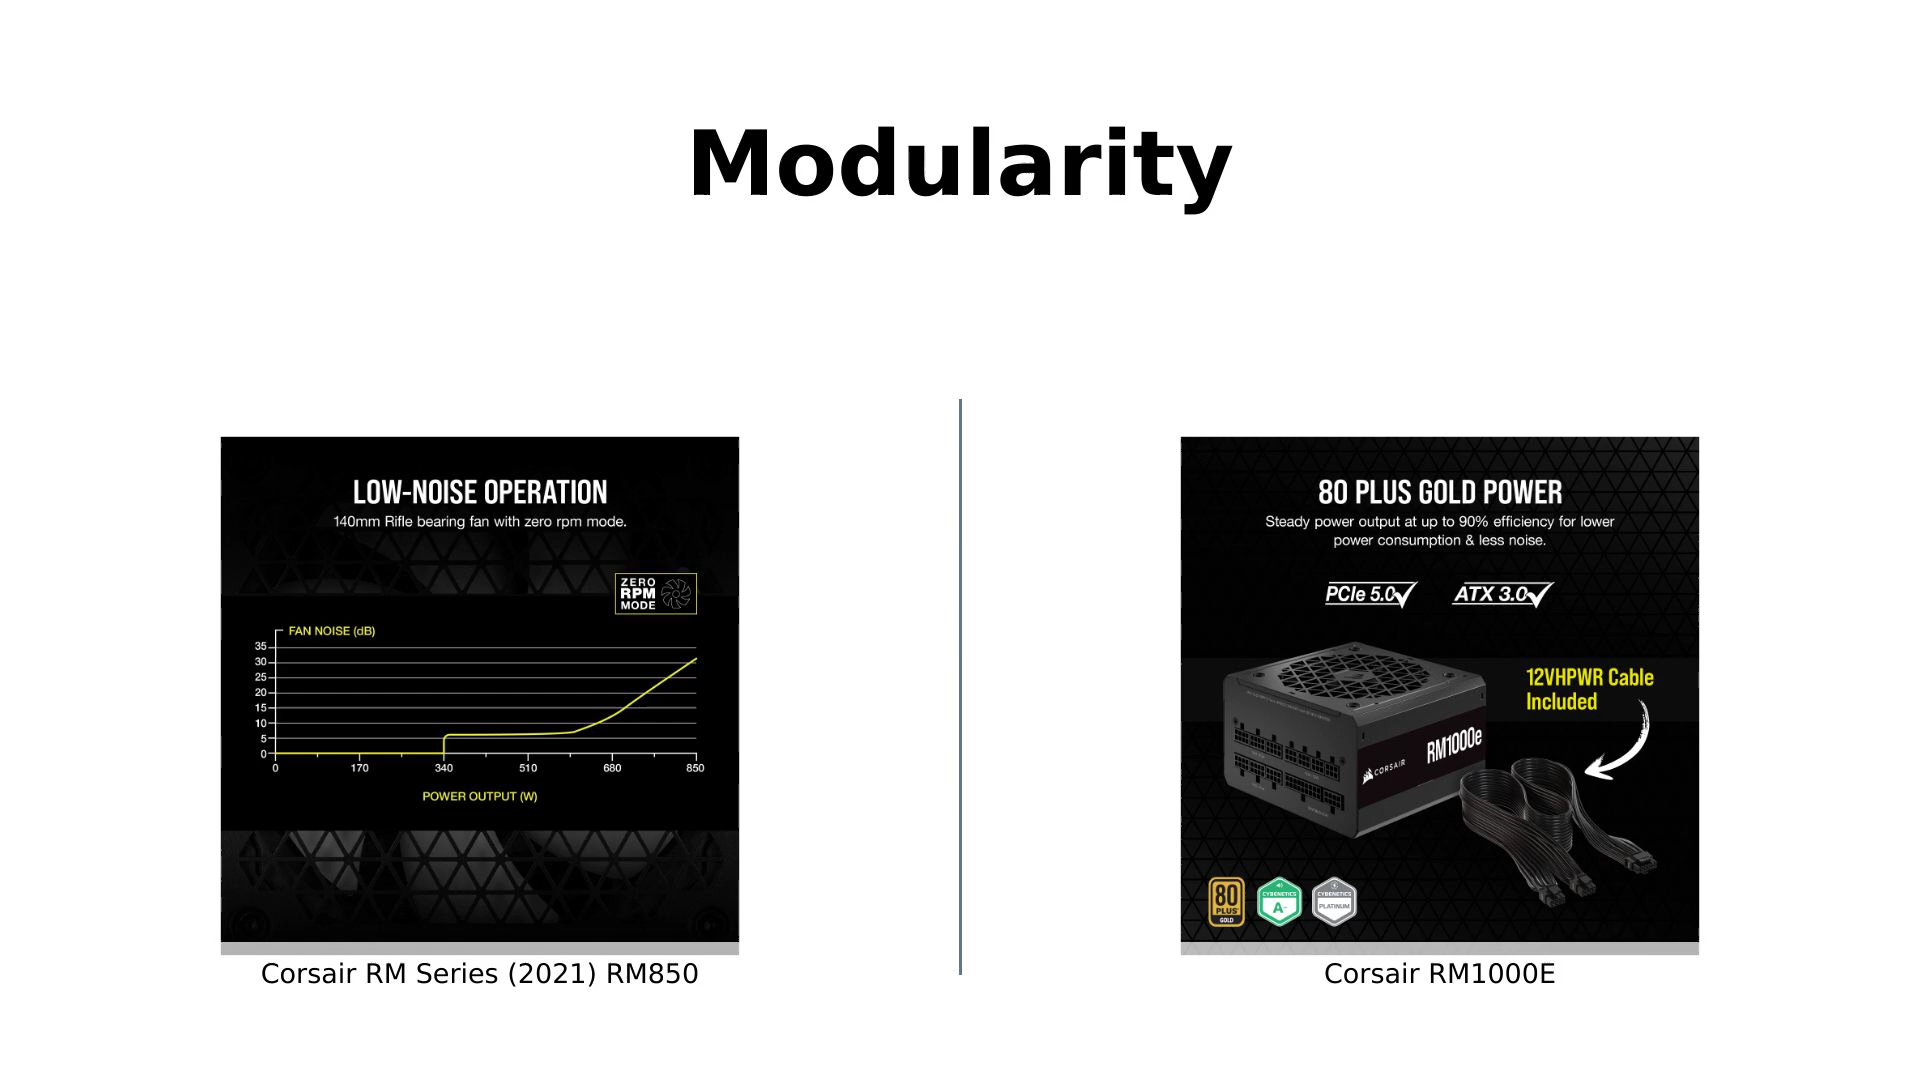 Modularity
LOW-NOISE OPERATION
140mm Rifle bearing fan with zero rpm mode.
ZERO
RPM
MODE
FAN NOISE (dB)
35
30
25
20
15
10
5
0
0 170 340 510 680 850
POWER OUTPUT (W)
Corsair RM Series (2021) RM850
80 PLUS GOLD POWER
Steady power output at up to 90% efficiency for lower
power consumption & less noise.
PCIe 5.0 ATX 3.0
12VHPWR Cable
Included
RM1000e
CORSAIR
80
PLUS
GOLD
CYBENETICS
A-
CYBENETICS
PLATINUM
Corsair RM1000E